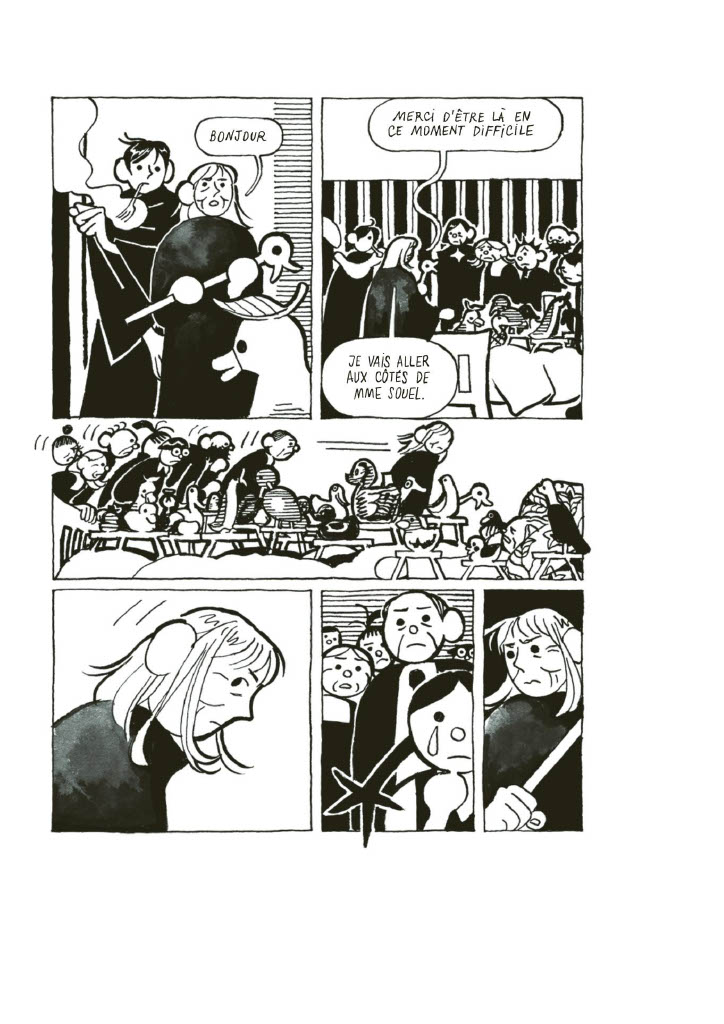 BONJOUR
MERCI D'ÊTRE LÀ EN
CE MOMENT DIFFICILE
JE VAIS ALLER
AUX CÔTÉS DE
MME SOUEL.